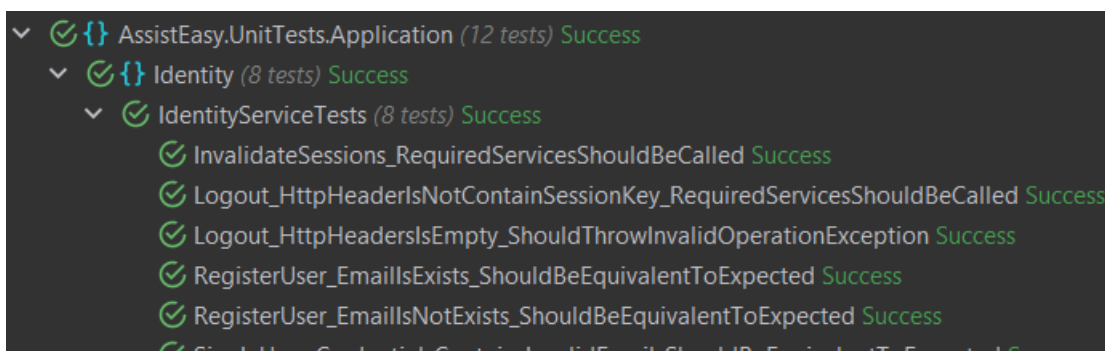 {} AssistEasy.UnitTests.Application (12 tests) Success
{} Identity (8 tests) Success
IdentityServiceTests (8 tests) Success
InvalidateSessions_RequiredServicesShouldBeCalled Success
Logout_HttpHeaderIsNotContainSessionKey_RequiredServicesShouldBeCalled Success
Logout_HttpHeadersIsEmpty_ShouldThrowInvalidOperationException Success
RegisterUser_EmailIsExists_ShouldBeEquivalentToExpected Success
RegisterUser_EmailIsNotExists_ShouldBeEquivalentToExpected Success